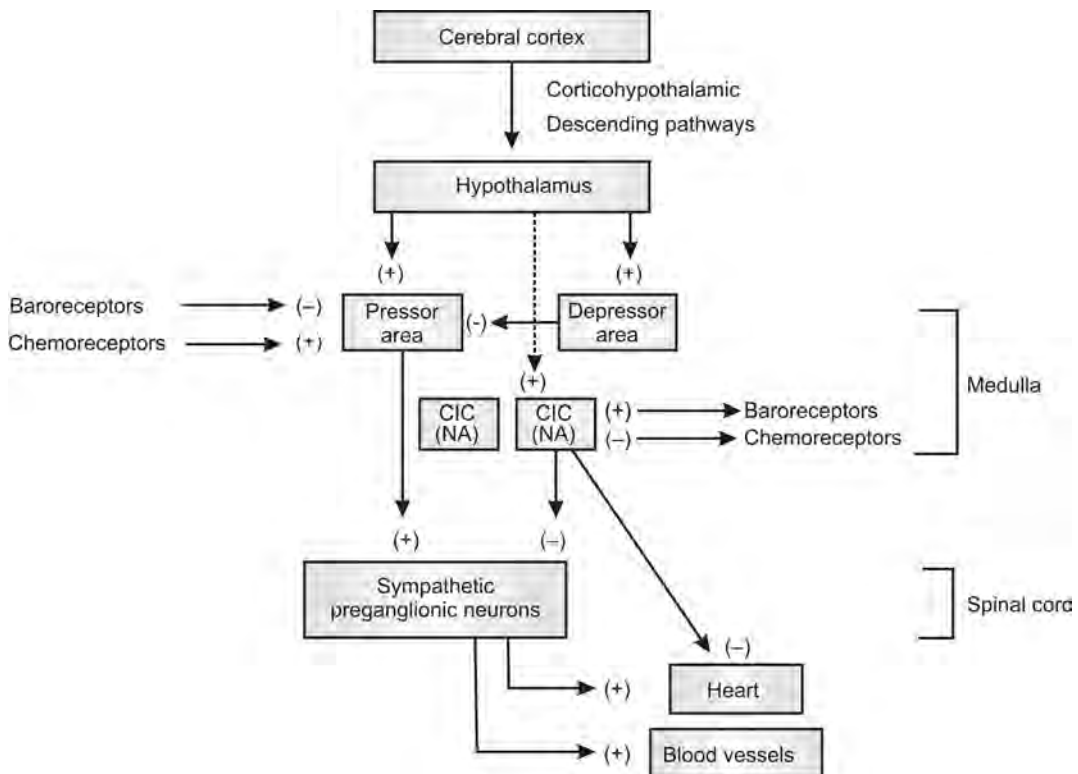 Cerebral cortex
Corticohypothalamic
Descending pathways
Hypothalamus
(+)
(+)
Baroreceptors
(–)
Pressor
area
(-)
Depressor
area
Chemoreceptors
(+)
Medulla
(+)
CIC
(NA)
CIC
(NA)
(+)
Baroreceptors
(–)
Chemoreceptors
(+)
(–)
Sympathetic
preganglionic neurons
Spinal cord
(–)
(+)
Heart
(+)
Blood vessels